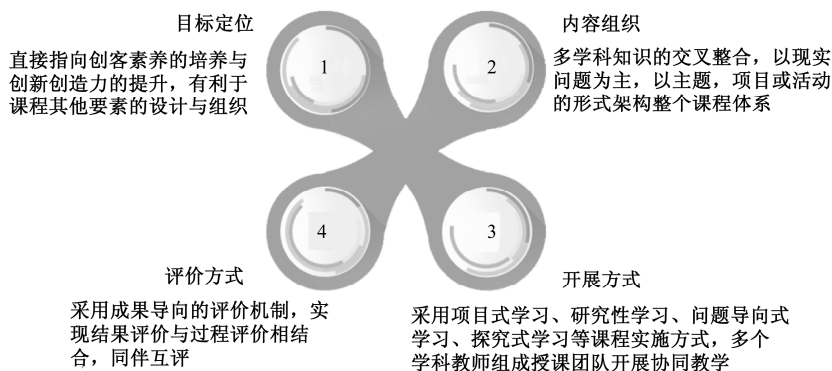 目标定位
直接指向创客素养的培养与
创新创造力的提升，有利于
课程其他要素的设计与组织
1
2
内容组织
多学科知识的交叉整合，以现实
问题为主，以主题，项目或活动
的形式架构整个课程体系
4
3
评价方式
采用成果导向的评价机制，实
现结果评价与过程评价相结
合，同伴互评
开展方式
采用项目式学习、研究性学习、问题导向式
学习、探究式学习等课程实施方式，多个
学科教师组成授课团队开展协同教学